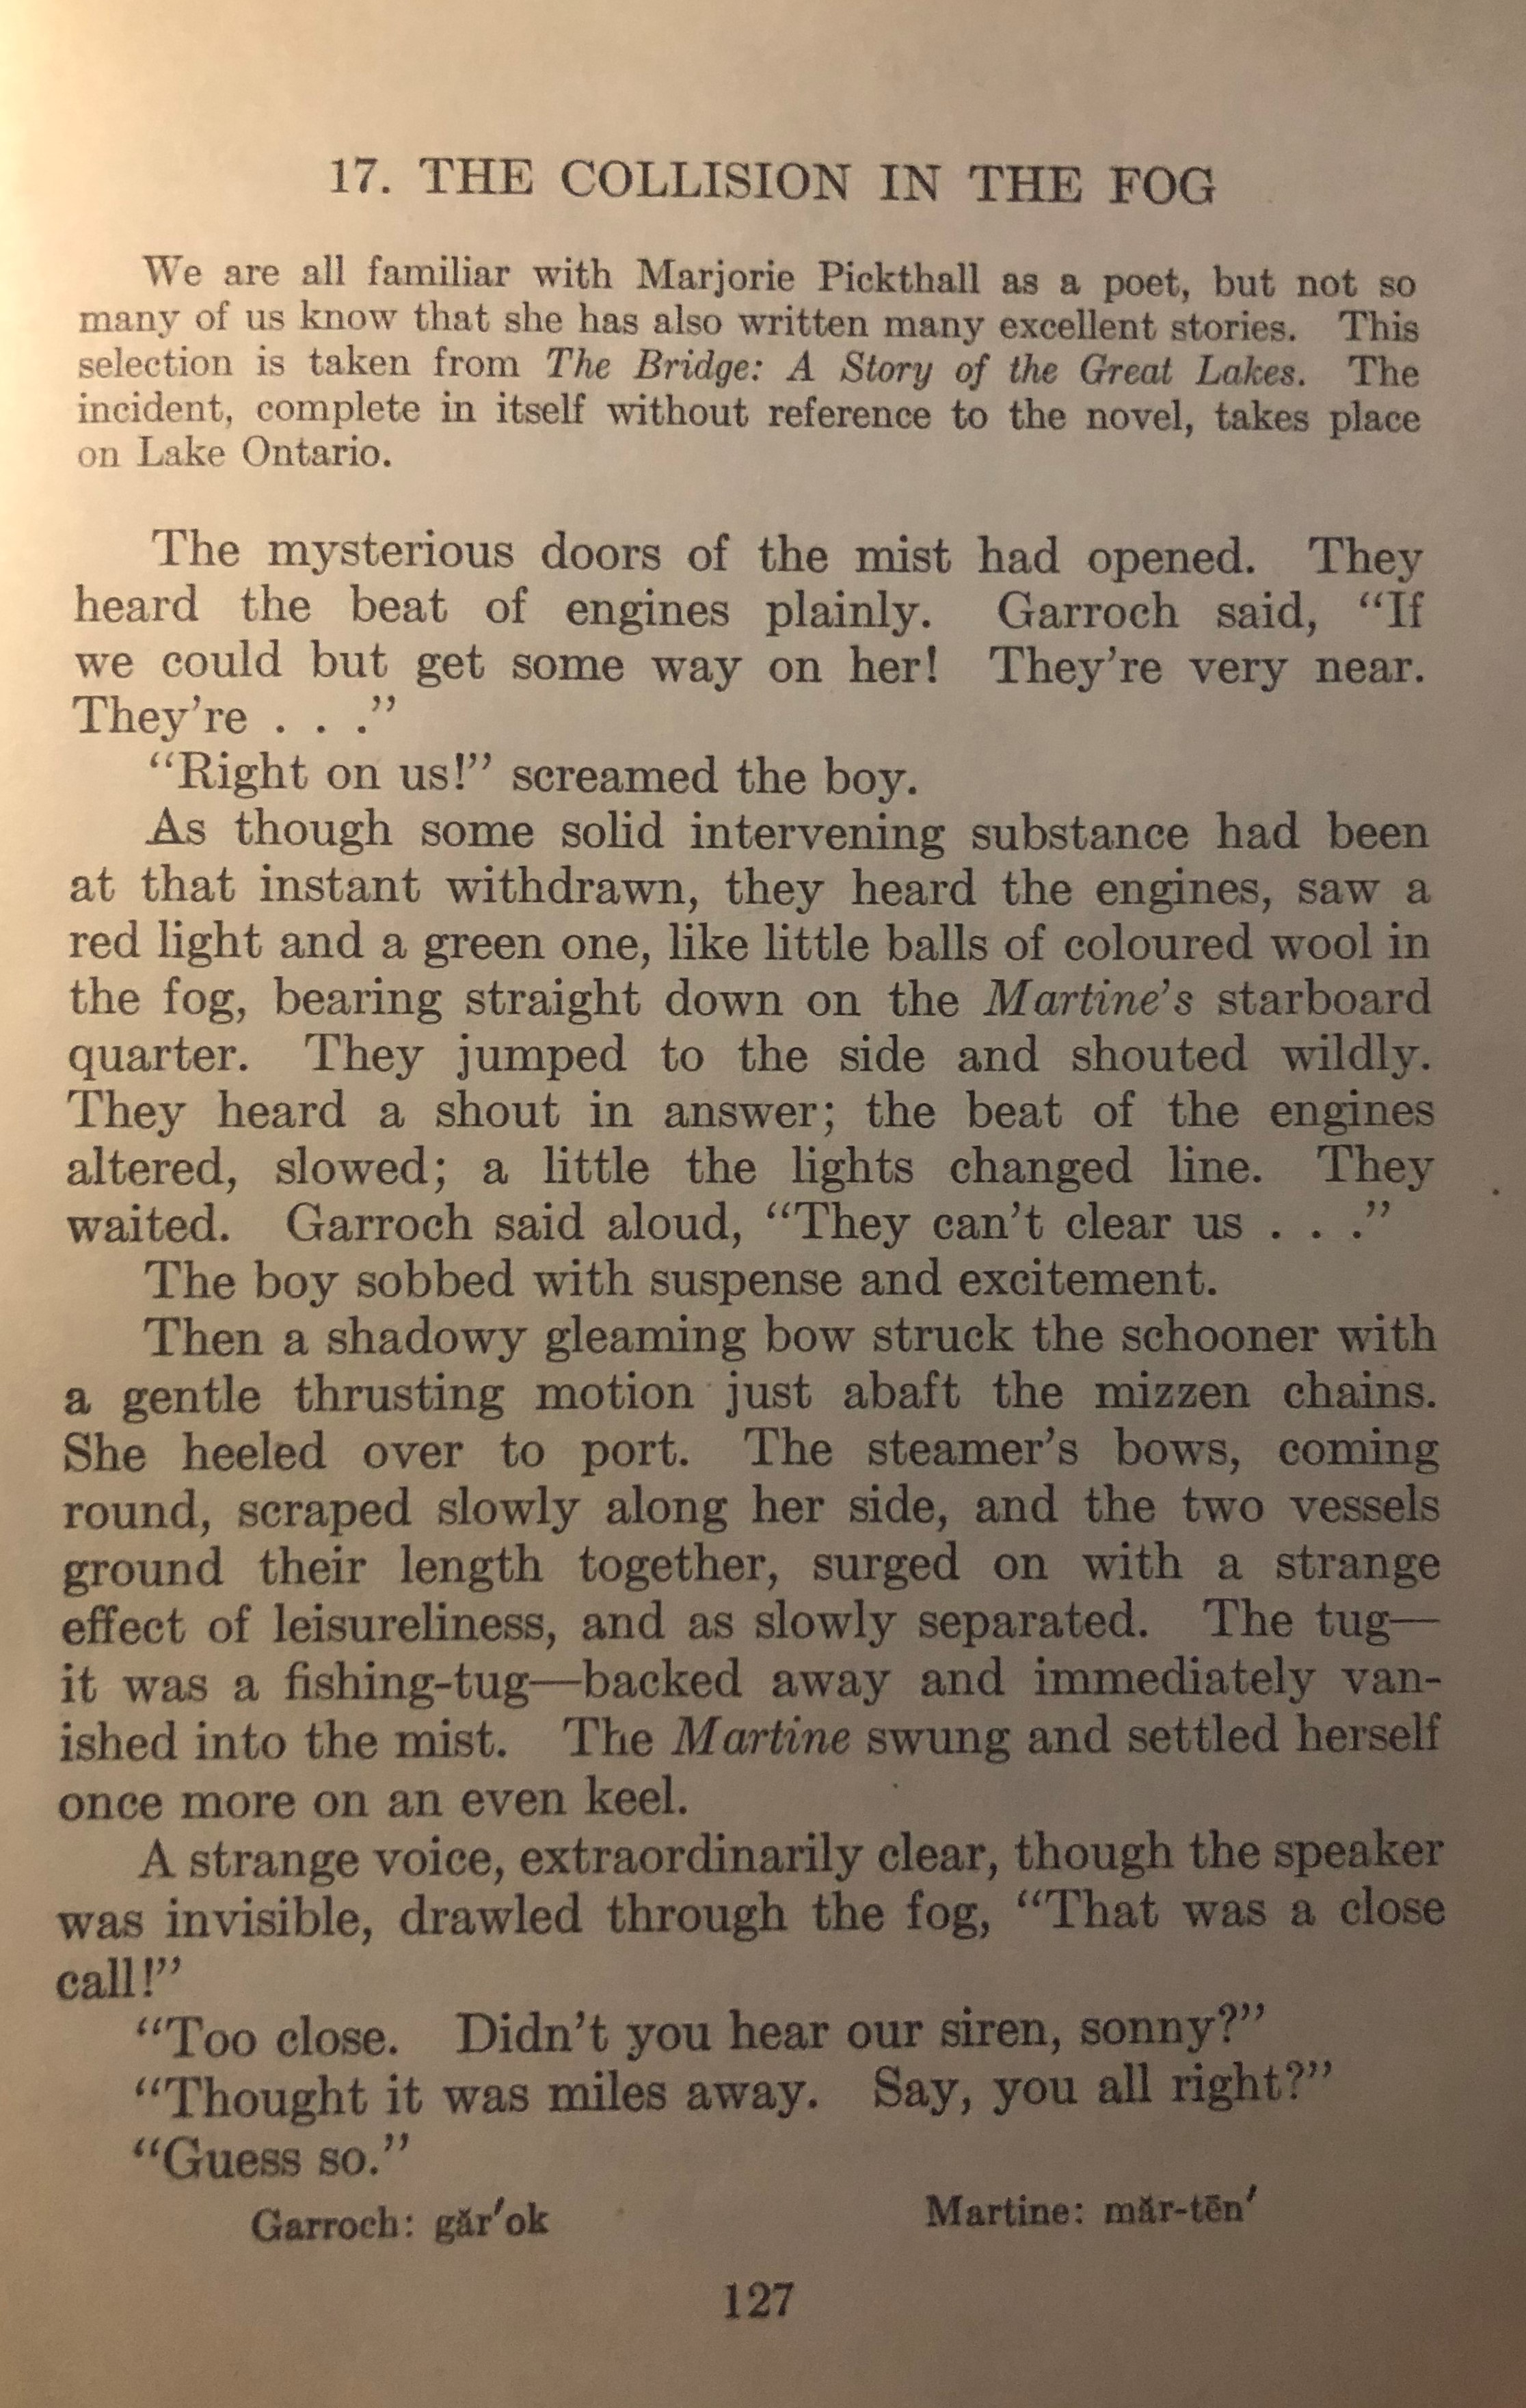 17. THE COLLISION IN THE FOG
We are all familiar with Marjorie Pickthall as a poet, but not so
many of us know that she has also written many excellent stories. This
selection is taken from The Bridge: A Story of the Great Lakes. The
incident, complete in itself without reference to the novel, takes place
on Lake Ontario.
The mysterious doors of the mist had opened. They
heard the beat of engines plainly. Garroch said, “If
we could but get some way on her! They’re very near.
They’re . . .”
“Right on us!” screamed the boy.
As though some solid intervening substance had been
at that instant withdrawn, they heard the engines, saw a
red light and a green one, like little balls of coloured wool in
the fog, bearing straight down on the Martine’s starboard
quarter. They jumped to the side and shouted wildly.
They heard a shout in answer; the beat of the engines
altered, slowed; a little the lights changed line. They
waited. Garroch said aloud, “They can’t clear us . . .”
The boy sobbed with suspense and excitement.
Then a shadowy gleaming bow struck the schooner with
a gentle thrusting motion just abaft the mizzen chains.
She heeled over to port. The steamer’s bows, coming
round, scraped slowly along her side, and the two vessels
ground their length together, surged on with a strange
effect of leisureliness, and as slowly separated. The tug—
it was a fishing-tug—backed away and immediately van-
ished into the mist. The Martine swung and settled herself
once more on an even keel.
A strange voice, extraordinarily clear, though the speaker
was invisible, drawled through the fog, “That was a close
call!”
“Too close. Didn’t you hear our siren, sonny?”
“Thought it was miles away. Say, you all right?”
“Guess so.”
Garroch: găr′ok Martine: măr-tēn′
127